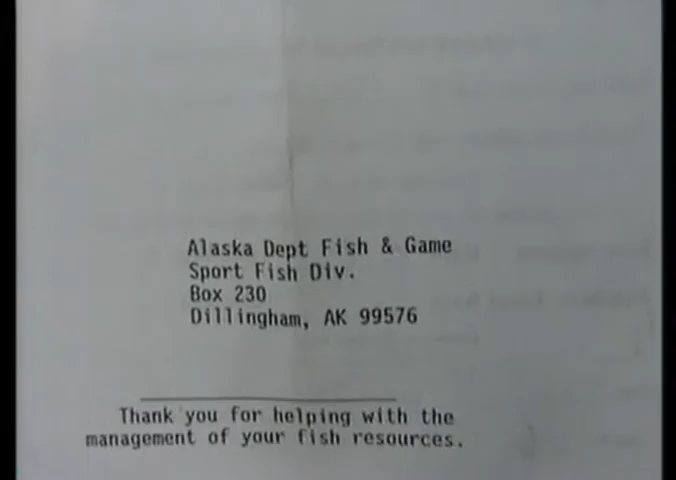 Alaska Dept Fish & Game
Sport Fish Div.
Box 230
Dillingham, AK 99576
Thank you for helping with the
management of your fish resources.